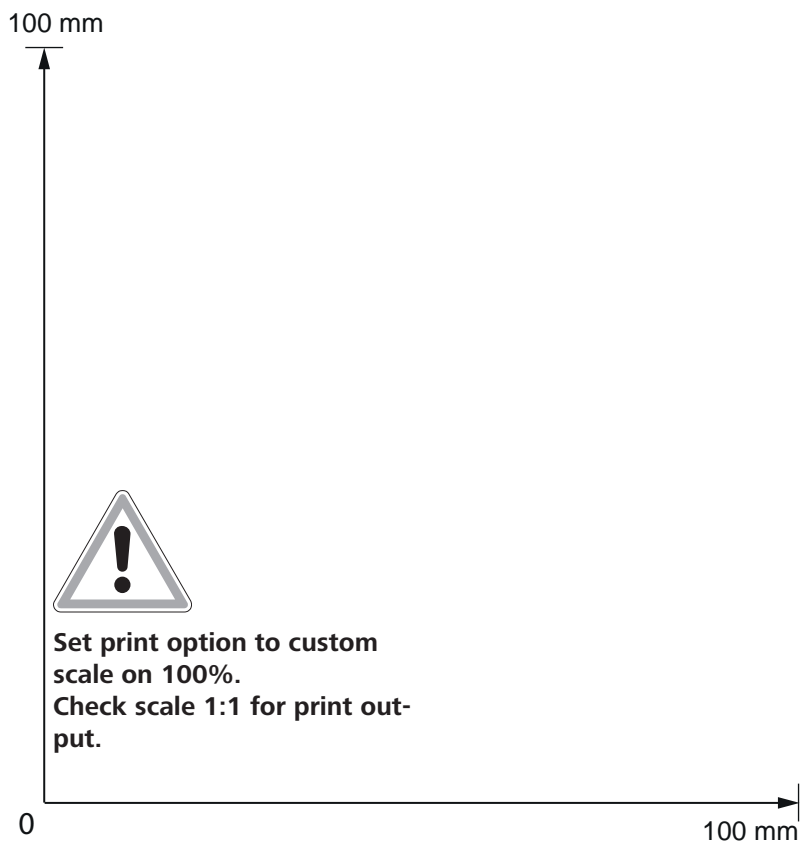 100 mm
Set print option to custom
scale on 100%.
Check scale 1:1 for print out-
put.
0
100 mm